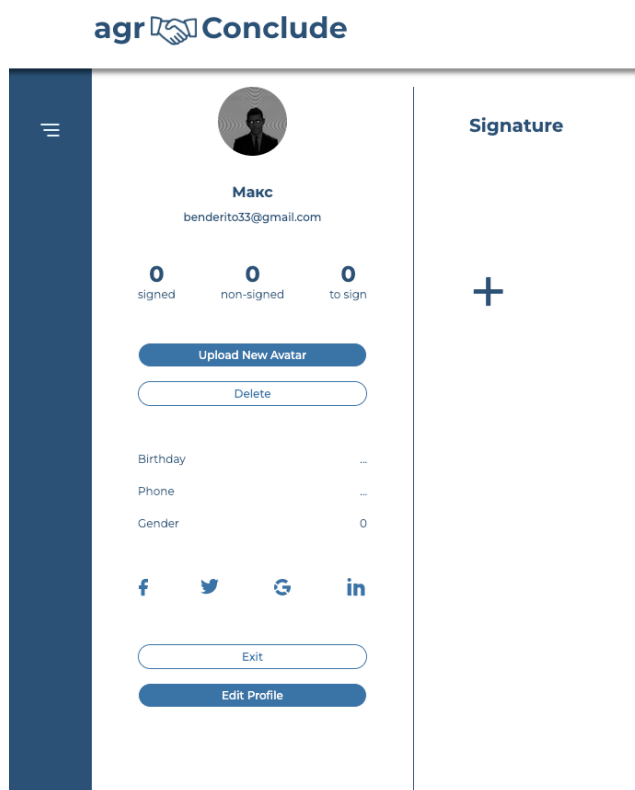 agr Conclude
Макс
benderito33@gmail.com
0 0 0
signed non-signed to sign
Upload New Avatar
Delete
Birthday ...
Phone ...
Gender 0
f G in
Exit
Edit Profile
Signature
+